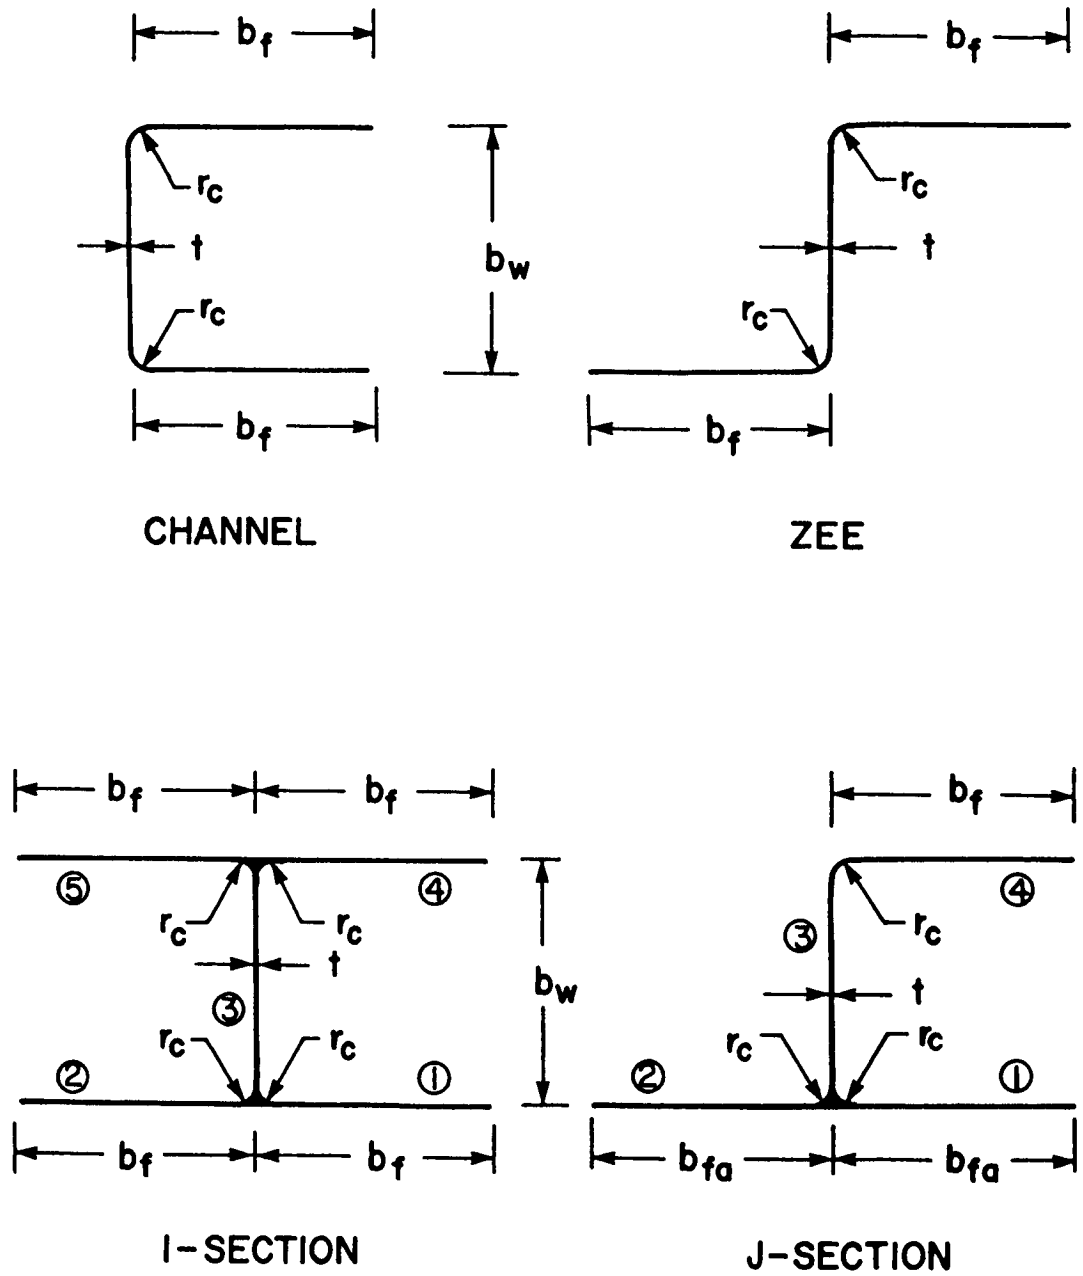 b_f
b_f
r_c
r_c
t
t
b_w
r_c
r_c
b_f
b_f
CHANNEL
ZEE
b_f
b_f
b_f
⑤
④
④
r_c
r_c
r_c
③
t
b_w
t
③
r_c
r_c
r_c
r_c
②
①
②
①
b_f
b_f
b_fa
b_fa
I-SECTION
J-SECTION